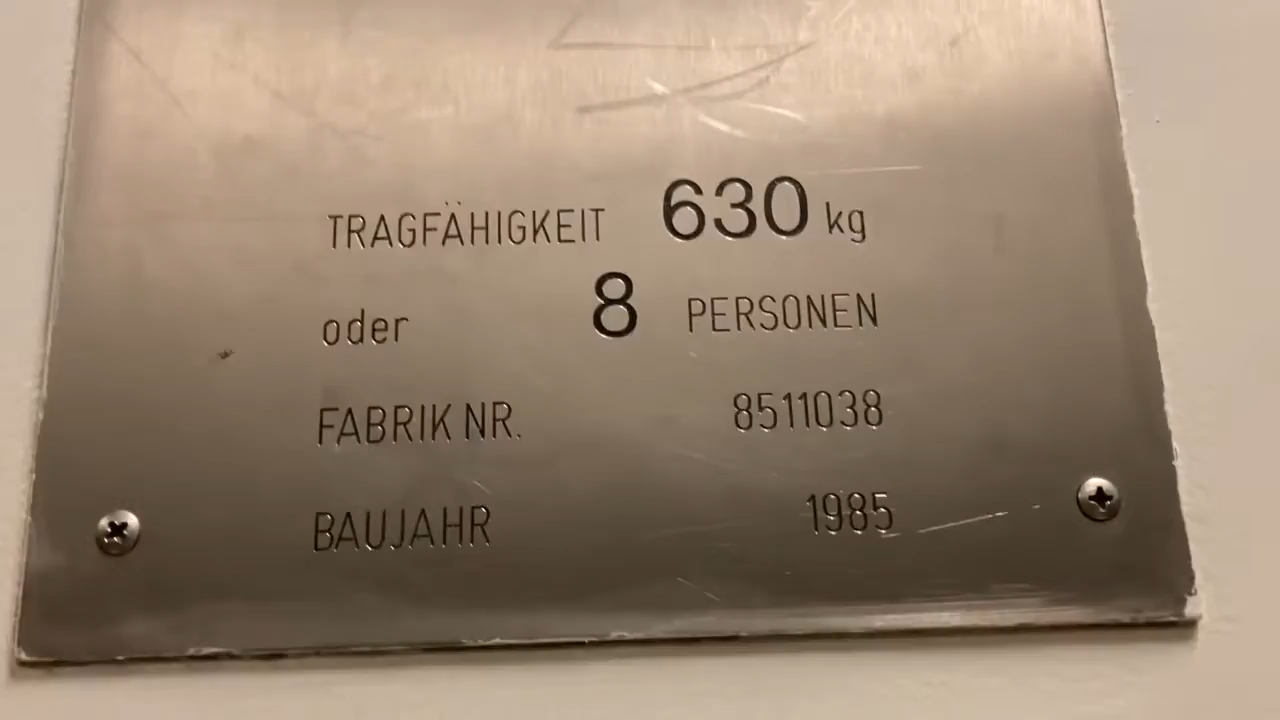 TRAGFÄHIGKEIT 630 kg
oder 8 PERSONEN
FABRIK NR. 8511038
BAUJAHR 1985